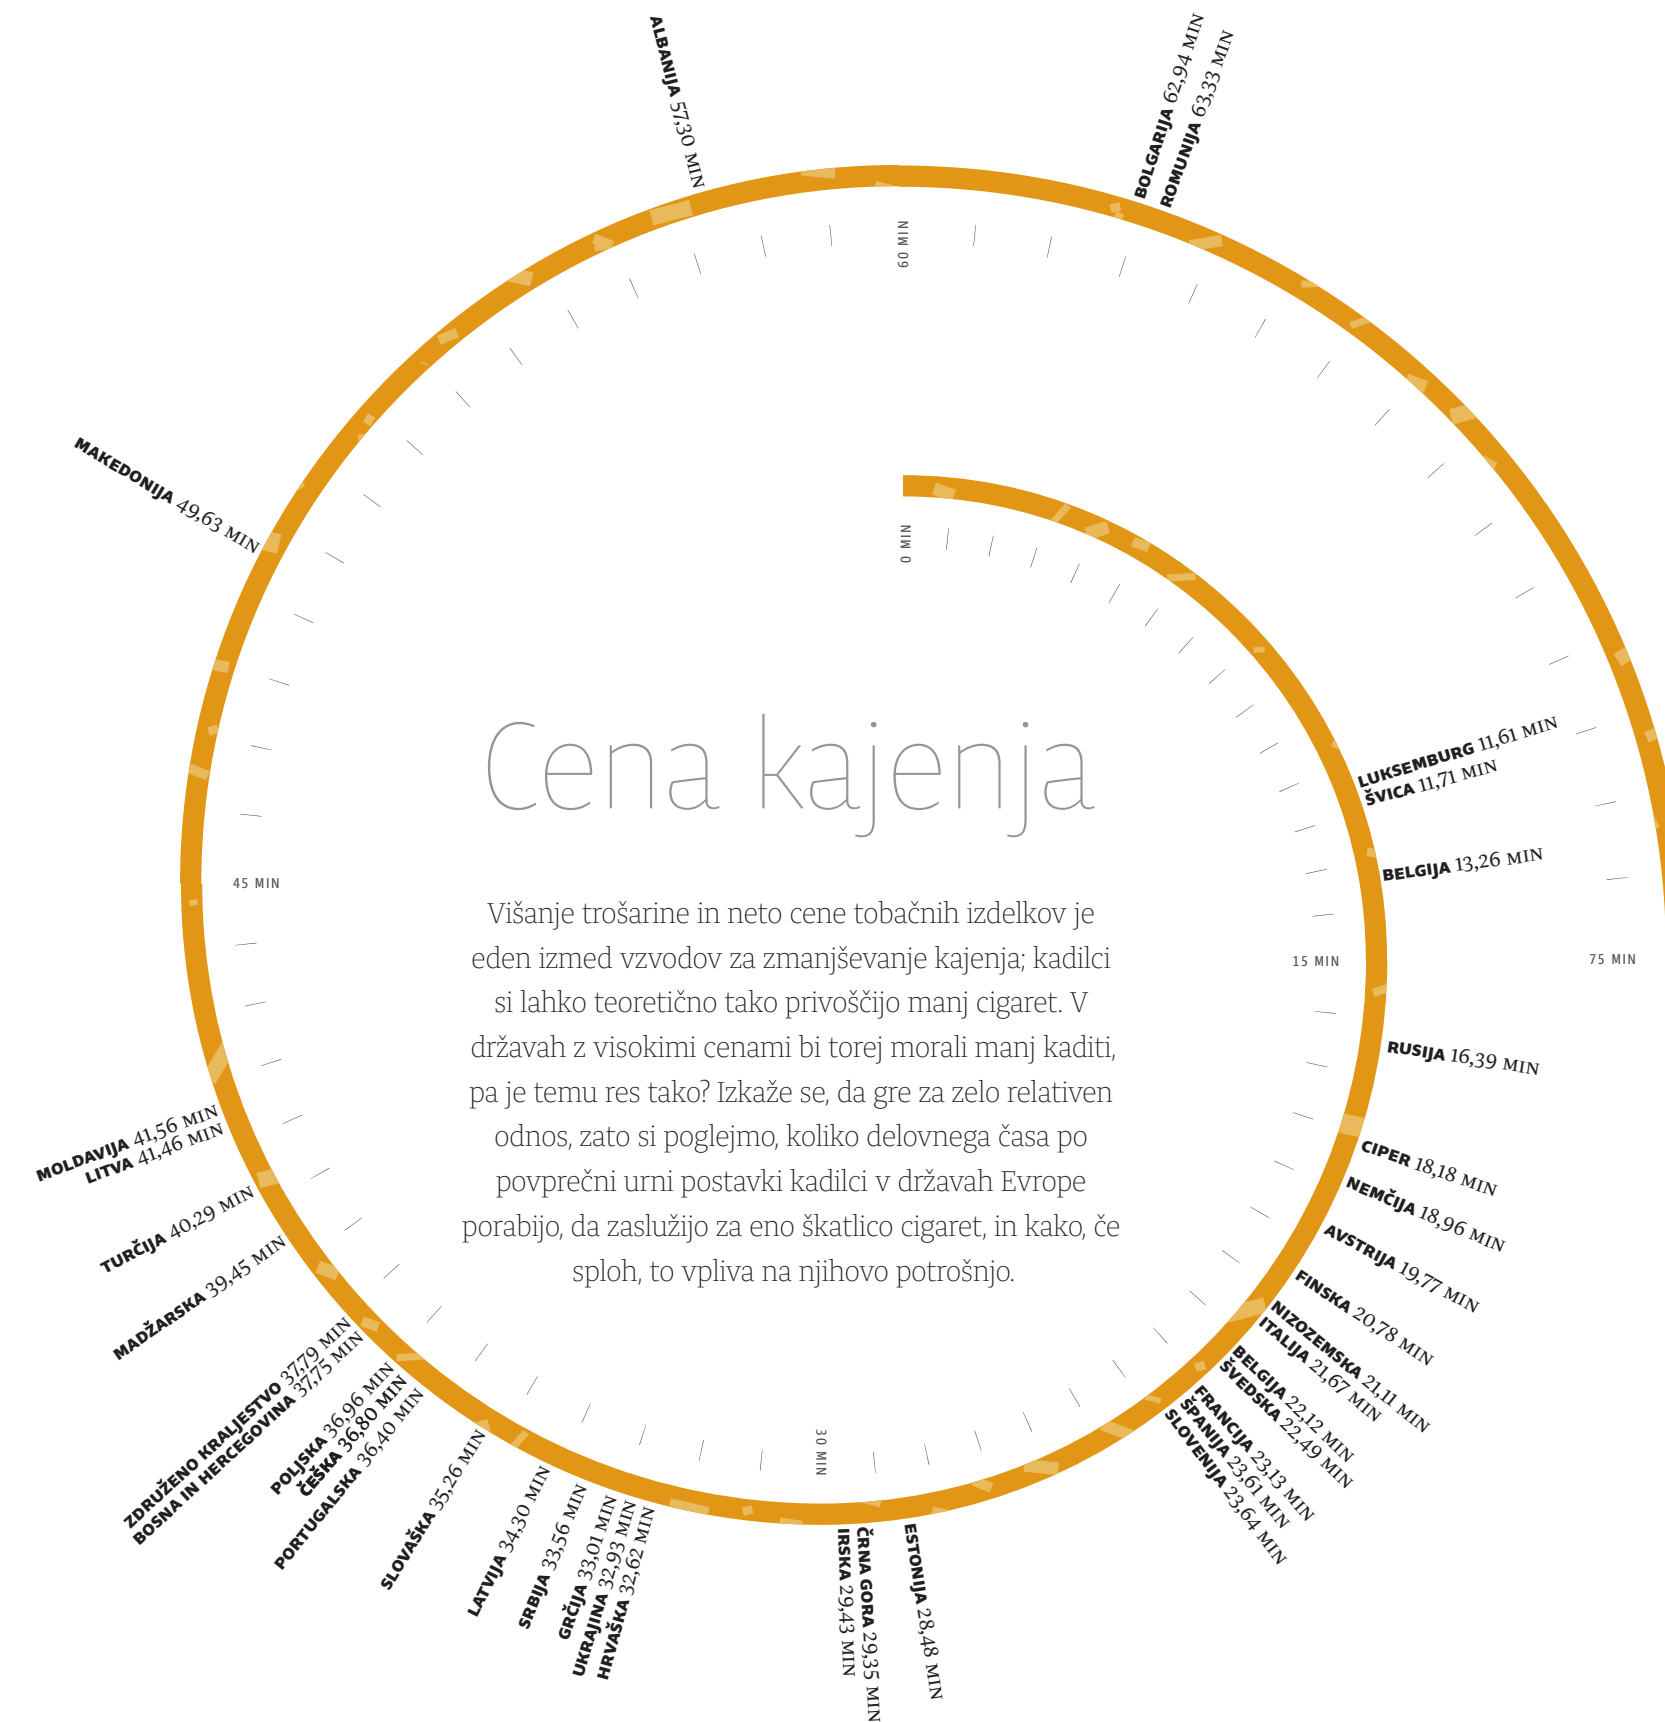 Cena kajenja
Višanje trošarine in neto cene tobačnih izdelkov je
eden izmed vzvodov za zmanjševanje kajenja; kadilci
si lahko teoretično tako privoščijo manj cigaret. V
državah z visokimi cenami bi torej morali manj kaditi,
pa je temu res tako? Izkaže se, da gre za zelo relativen
odnos, zato si poglejmo, koliko delovnega časa po
povprečni urni postavki kadilci v državah Evrope
porabijo, da zaslužijo za eno škatlico cigaret, in kako, če
sploh, to vpliva na njihovo potrošnjo.
0 MIN
LUKSEMBURG 11,61 MIN
ŠVICA 11,71 MIN
BELGIJA 13,26 MIN
15 MIN
RUSIJA 16,39 MIN
CIPER 18,18 MIN
NEMČIJA 18,96 MIN
AVSTRIJA 19,77 MIN
FINSKA 20,78 MIN
NIZOZEMSKA 21,11 MIN
ITALIJA 21,67 MIN
BELGIJA 22,12 MIN
ŠVEDSKA 22,49 MIN
FRANCIJA 23,13 MIN
ŠPANIJA 23,61 MIN
SLOVENIJA 23,64 MIN
ESTONIJA 28,48 MIN
ČRNA GORA 29,35 MIN
IRSKA 29,43 MIN
30 MIN
HRVAŠKA 32,62 MIN
UKRAJINA 32,93 MIN
GRČIJA 33,01 MIN
SRBIJA 33,56 MIN
LATVIJA 34,30 MIN
SLOVAŠKA 35,26 MIN
PORTUGALSKA 36,40 MIN
ČEŠKA 36,80 MIN
POLJSKA 36,96 MIN
BOSNA IN HERCEGOVINA 37,75 MIN
ZDRUŽENO KRALJESTVO 37,79 MIN
MADŽARSKA 39,45 MIN
TURČIJA 40,29 MIN
LITVA 41,46 MIN
MOLDAVIJA 41,56 MIN
45 MIN
MAKEDONIJA 49,63 MIN
ALBANIJA 57,30 MIN
60 MIN
BOLGARIJA 62,94 MIN
ROMUNIJA 63,33 MIN
75 MIN